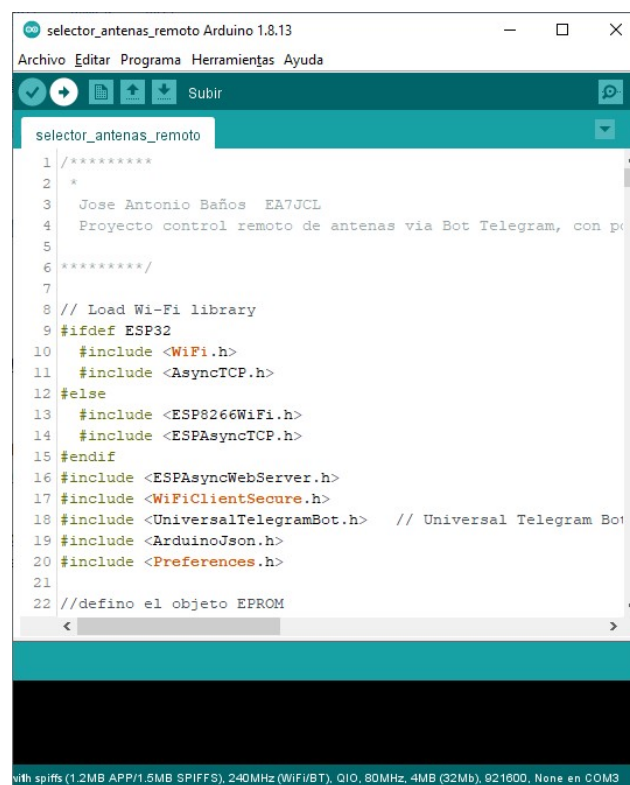 selector_antenas_remoto Arduino 1.8.13
Archivo Editar Programa Herramientas Ayuda
Subir
selector_antenas_remoto
1 /*********
2  *
3   Jose Antonio Baños  EA7JCL
4   Proyecto control remoto de antenas via Bot Telegram, con po
5
6 *********/
7
8 // Load Wi-Fi library
9 #ifdef ESP32
10   #include <WiFi.h>
11   #include <AsyncTCP.h>
12 #else
13   #include <ESP8266WiFi.h>
14   #include <ESPAsyncTCP.h>
15 #endif
16 #include <ESPAsyncWebServer.h>
17 #include <WiFiClientSecure.h>
18 #include <UniversalTelegramBot.h>   // Universal Telegram Bot
19 #include <ArduinoJson.h>
20 #include <Preferences.h>
21
22 //defino el objeto EPROM
with spiffs (1.2MB APP/1.5MB SPIFFS), 240MHz (WiFi/BT), QIO, 80MHz, 4MB (32Mb), 921600, None en COM3